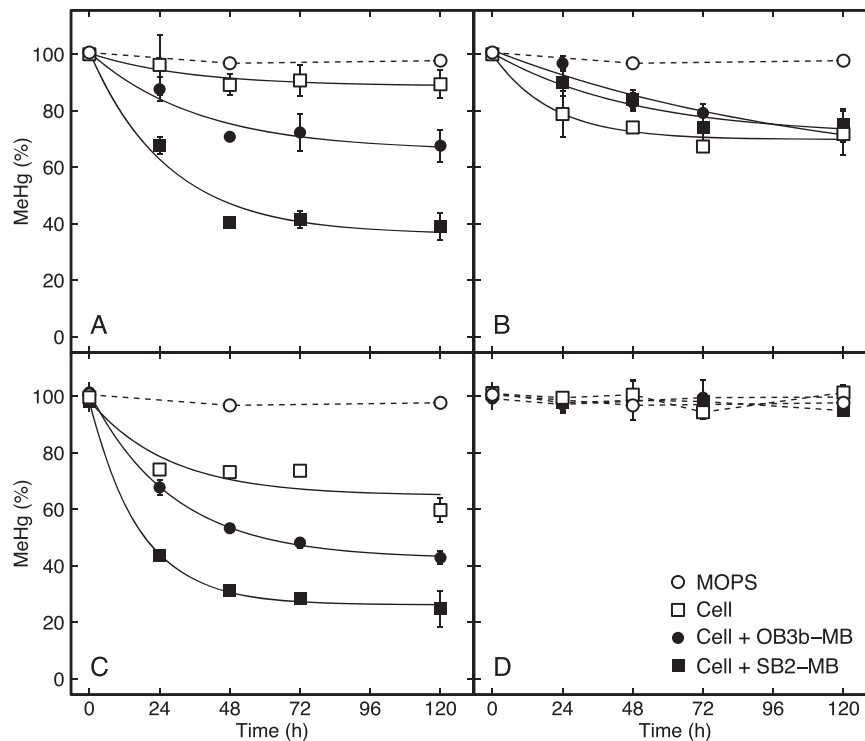 100
80
60
40
20
0
MeHg (%)
A
B
100
80
60
40
20
0
MeHg (%)
C
D
MOPS
Cell
Cell + OB3b−MB
Cell + SB2−MB
0 24 48 72 96 120
0 24 48 72 96 120
Time (h)
Time (h)